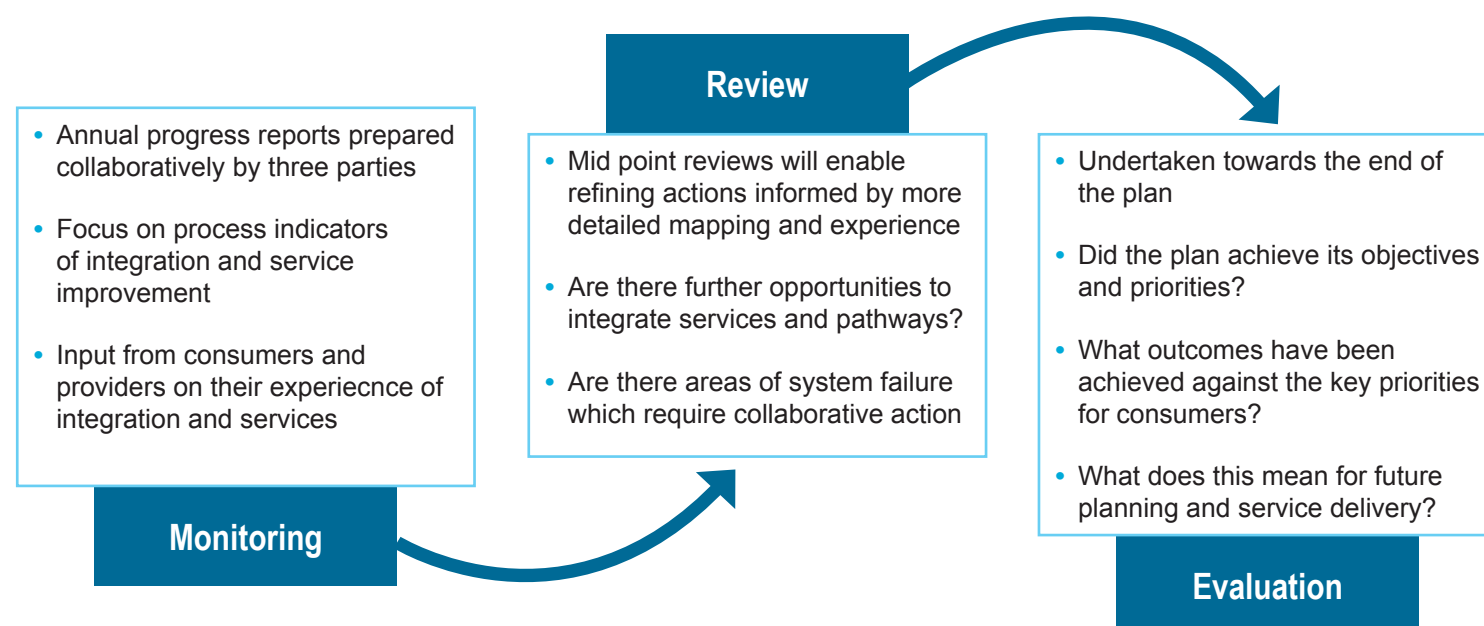 • Annual progress reports prepared
collaboratively by three parties
• Focus on process indicators
of integration and service
improvement
• Input from consumers and
providers on their experiecnce of
integration and services
Monitoring
Review
• Mid point reviews will enable
refining actions informed by more
detailed mapping and experience
• Are there further opportunities to
integrate services and pathways?
• Are there areas of system failure
which require collaborative action
• Undertaken towards the end of
the plan
• Did the plan achieve its objectives
and priorities?
• What outcomes have been
achieved against the key priorities
for consumers?
• What does this mean for future
planning and service delivery?
Evaluation